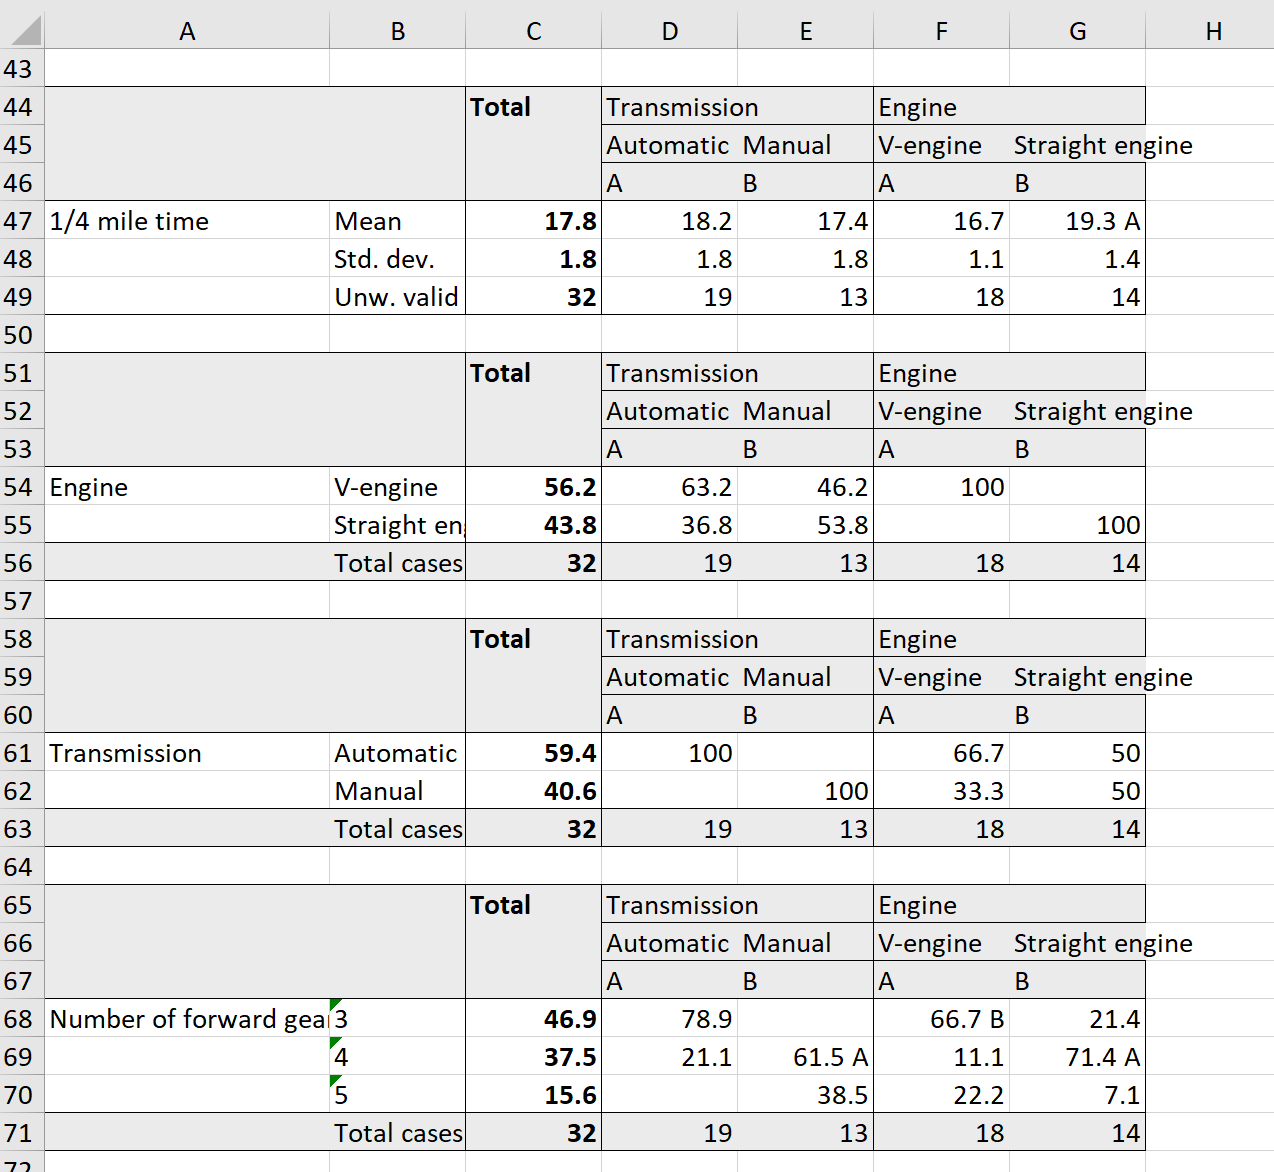 A B C D E F G H
43
44 Total Transmission Engine
45 Automatic Manual V-engine Straight engine
46 A B A B
47 1/4 mile time Mean 17.8 18.2 17.4 16.7 19.3 A
48 Std. dev. 1.8 1.8 1.8 1.1 1.4
49 Unw. valid 32 19 13 18 14
50
51 Total Transmission Engine
52 Automatic Manual V-engine Straight engine
53 A B A B
54 Engine V-engine 56.2 63.2 46.2 100
55 Straight en 43.8 36.8 53.8 100
56 Total cases 32 19 13 18 14
57
58 Total Transmission Engine
59 Automatic Manual V-engine Straight engine
60 A B A B
61 Transmission Automatic 59.4 100 66.7 50
62 Manual 40.6 100 33.3 50
63 Total cases 32 19 13 18 14
64
65 Total Transmission Engine
66 Automatic Manual V-engine Straight engine
67 A B A B
68 Number of forward gea 3 46.9 78.9 66.7 B 21.4
69 4 37.5 21.1 61.5 A 11.1 71.4 A
70 5 15.6 38.5 22.2 7.1
71 Total cases 32 19 13 18 14
72